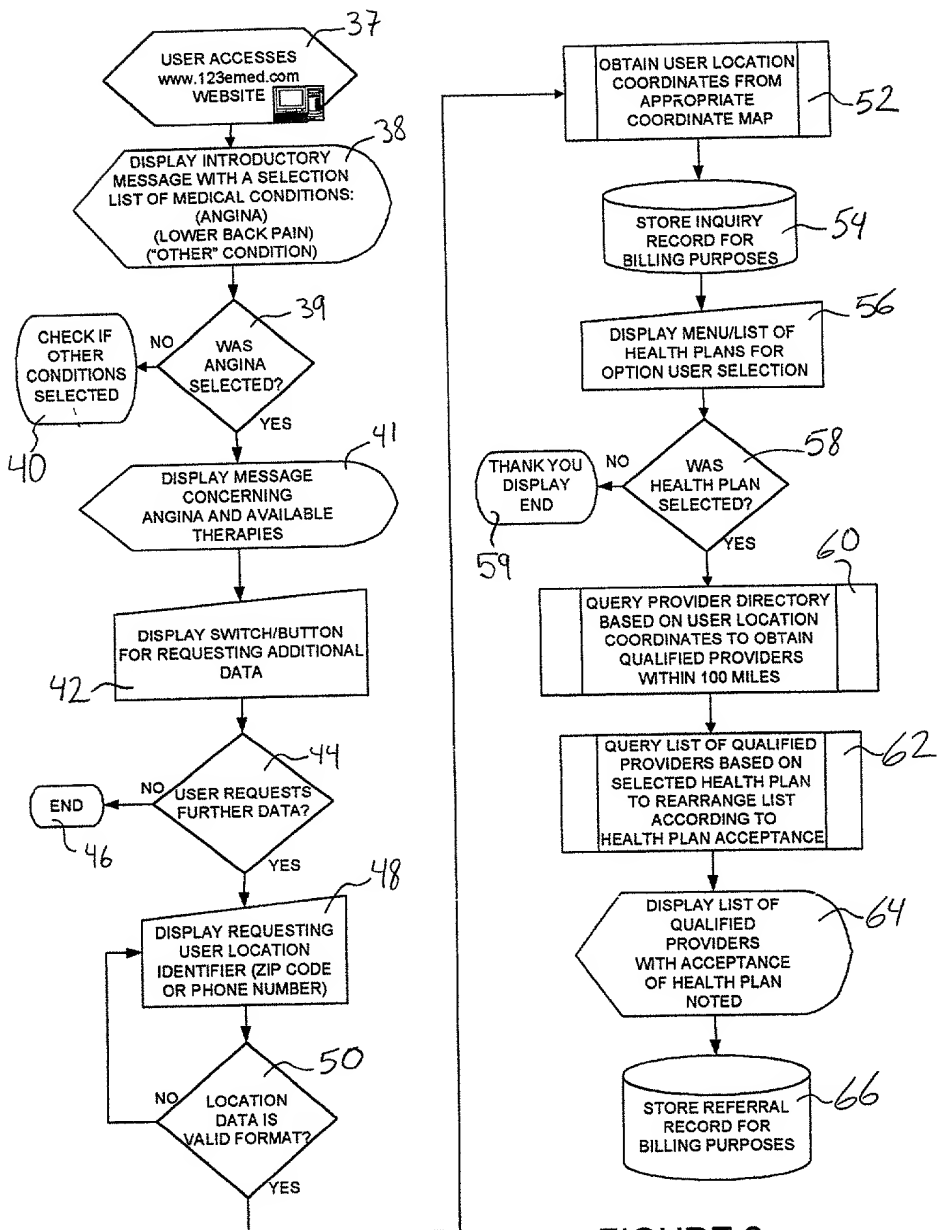 37
USER ACCESSES
www.123emed.com
WEBSITE
38
DISPLAY INTRODUCTORY
MESSAGE WITH A SELECTION
LIST OF MEDICAL CONDITIONS:
(ANGINA)
(LOWER BACK PAIN)
("OTHER" CONDITION)
39
WAS
ANGINA
SELECTED?
NO
YES
CHECK IF
OTHER
CONDITIONS
SELECTED
40
41
DISPLAY MESSAGE
CONCERNING
ANGINA AND AVAILABLE
THERAPIES
DISPLAY SWITCH/BUTTON
FOR REQUESTING ADDITIONAL
DATA
42
44
USER REQUESTS
FURTHER DATA?
NO
YES
END
46
48
DISPLAY REQUESTING
USER LOCATION
IDENTIFIER (ZIP CODE
OR PHONE NUMBER)
50
LOCATION
DATA IS
VALID FORMAT?
NO
YES
OBTAIN USER LOCATION
COORDINATES FROM
APPROPRIATE
COORDINATE MAP
52
STORE INQUIRY
RECORD FOR
BILLING PURPOSES
54
56
DISPLAY MENU/LIST OF
HEALTH PLANS FOR
OPTION USER SELECTION
58
WAS
HEALTH PLAN
SELECTED?
NO
YES
THANK YOU
DISPLAY
END
59
60
QUERY PROVIDER DIRECTORY
BASED ON USER LOCATION
COORDINATES TO OBTAIN
QUALIFIED PROVIDERS
WITHIN 100 MILES
62
QUERY LIST OF QUALIFIED
PROVIDERS BASED ON
SELECTED HEALTH PLAN
TO REARRANGE LIST
ACCORDING TO
HEALTH PLAN ACCEPTANCE
64
DISPLAY LIST OF
QUALIFIED
PROVIDERS
WITH ACCEPTANCE
OF HEALTH PLAN
NOTED
66
STORE REFERRAL
RECORD FOR
BILLING PURPOSES